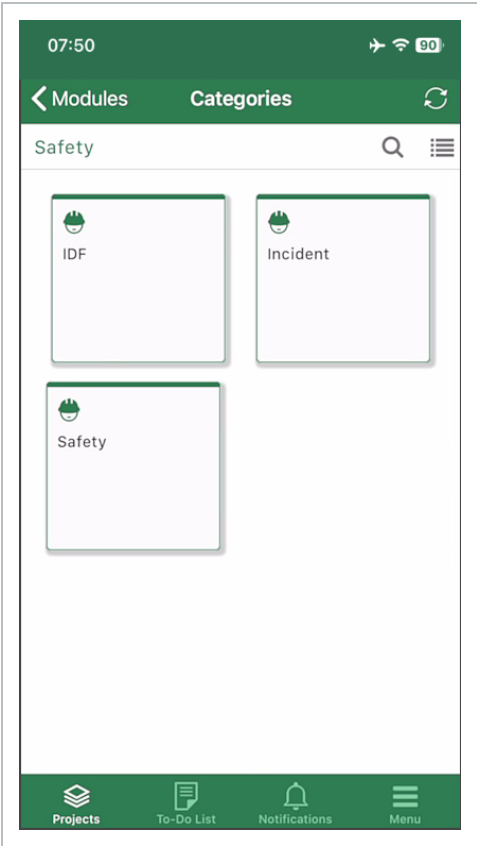 07:50 90
Modules Categories
Safety
IDF Incident
Safety
Projects To-Do List Notifications Menu